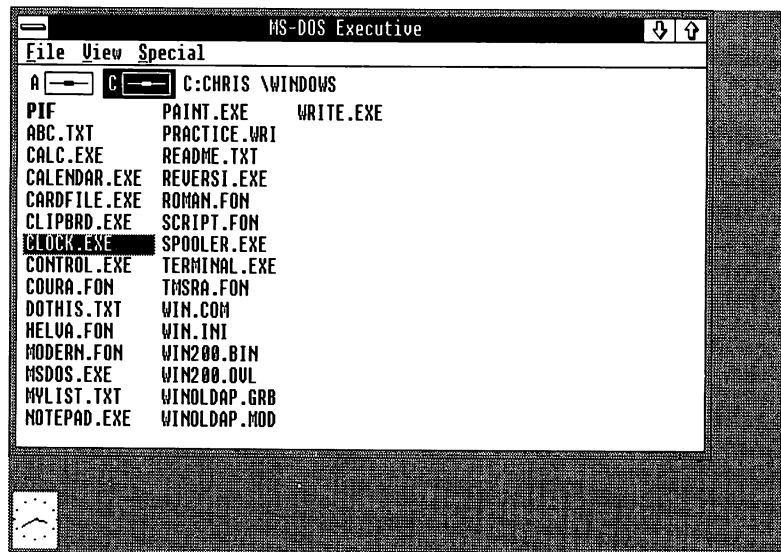 MS-DOS Executive
File View Special
A C C:CHRIS \WINDOWS
PIF PAINT.EXE WRITE.EXE
ABC.TXT PRACTICE.WRI
CALC.EXE README.TXT
CALENDAR.EXE REVERSI.EXE
CARDFILE.EXE ROMAN.FON
CLIPBRD.EXE SCRIPT.FON
CLOCK.EXE SPOOLER.EXE
CONTROL.EXE TERMINAL.EXE
COURA.FON TMSRA.FON
DOTHIS.TXT WIN.COM
HELVA.FON WIN.INI
MODERN.FON WIN200.BIN
MSDOS.EXE WIN200.OVL
MYLIST.TXT WINOLDAP.GRB
NOTEPAD.EXE WINOLDAP.MOD